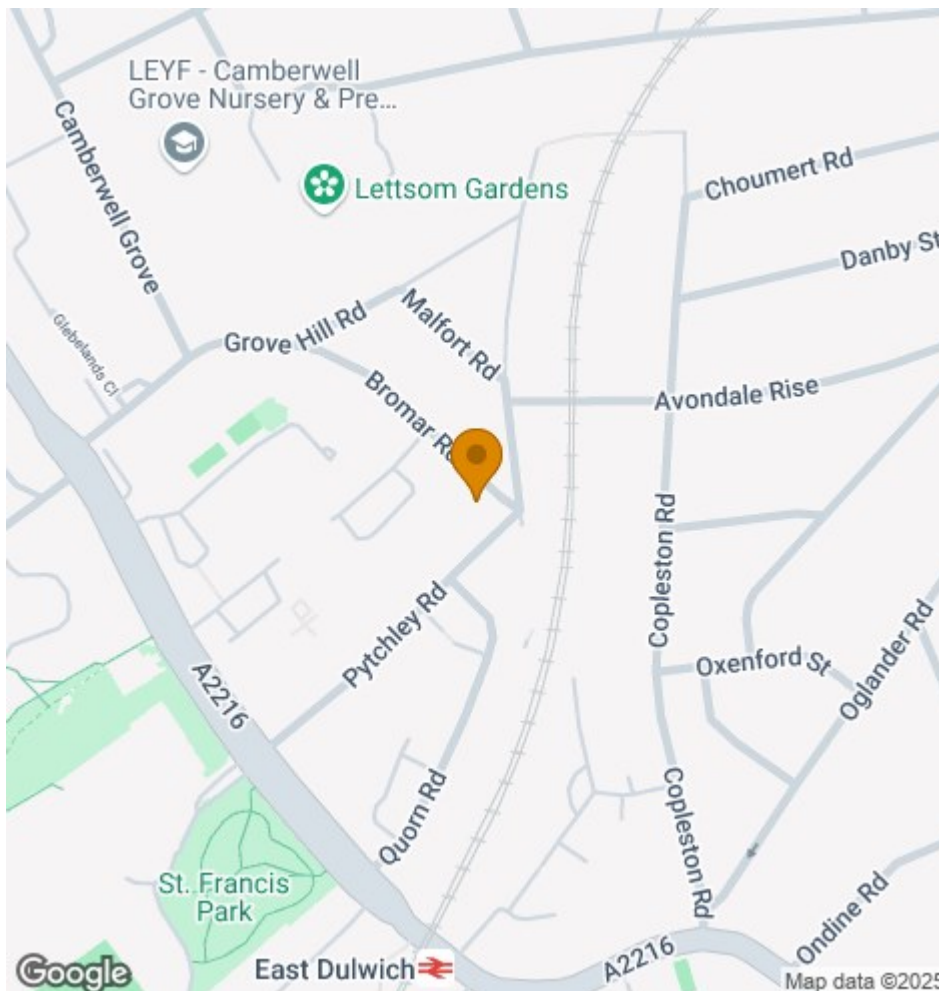 LEYF - Camberwell
Grove Nursery & Pre...
Camberwell Grove
Lettsom Gardens
Choumert Rd
Danby St
Glebelands Cl
Grove Hill Rd
Malfort Rd
Bromar Rd
Avondale Rise
Copleston Rd
Pytchley Rd
Oxenford St
Oglander Rd
A2216
Quorn Rd
Copleston Rd
St. Francis
Park
Ondine Rd
East Dulwich
A2216
Google
Map data ©2025